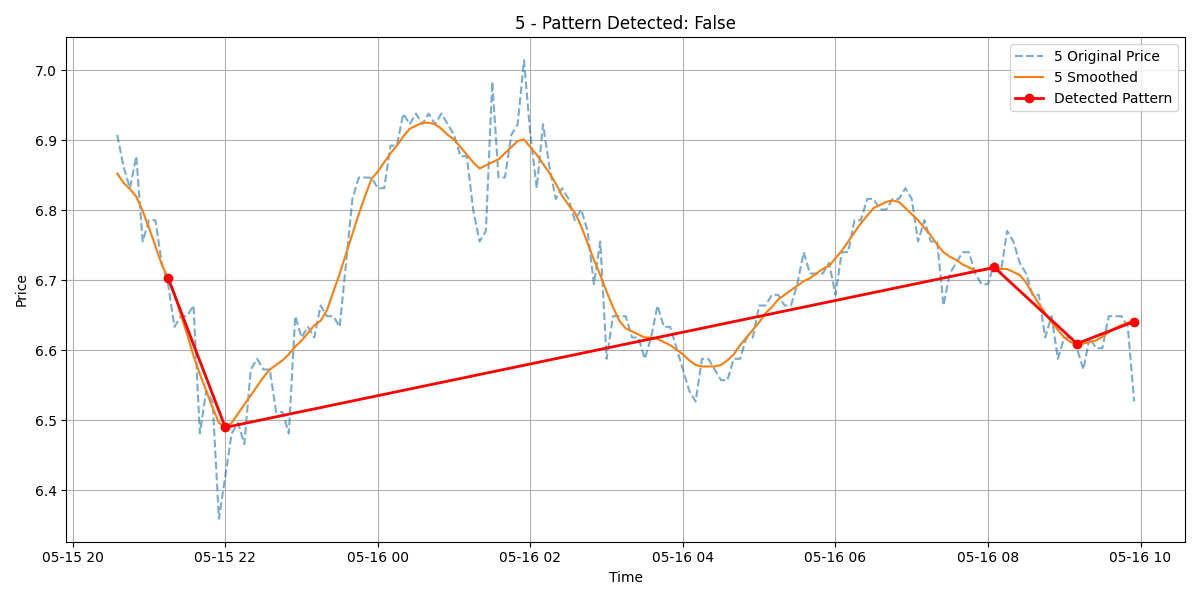 5 - Pattern Detected: False
5 Original Price
5 Smoothed
Detected Pattern
Price
7.0
6.9
6.8
6.7
6.6
6.5
6.4
05-15 20
05-15 22
05-16 00
05-16 02
05-16 04
05-16 06
05-16 08
05-16 10
Time